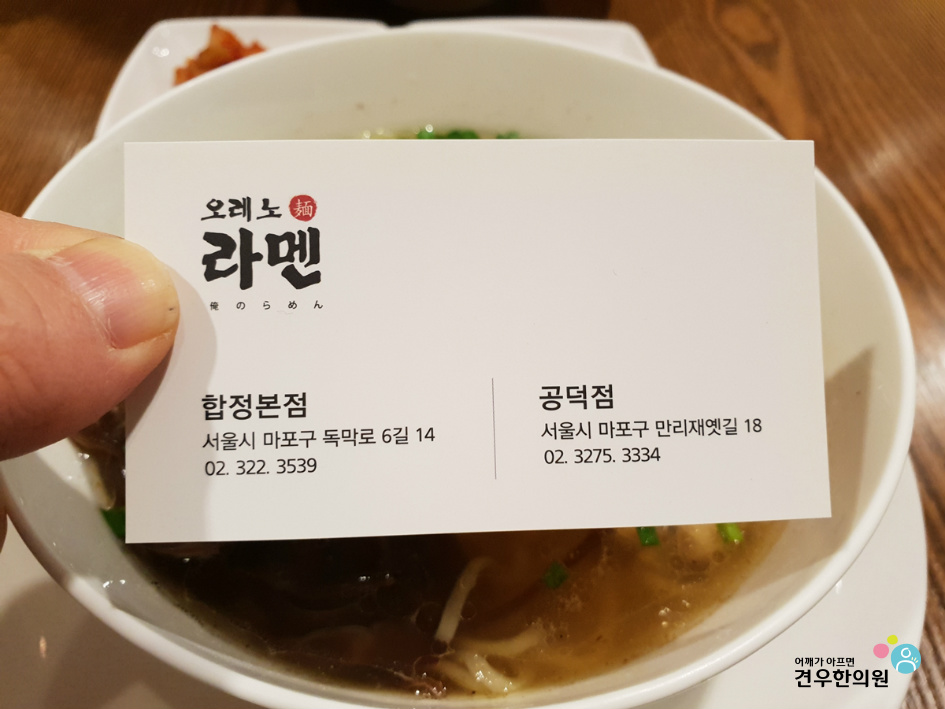 오레노 麺
라멘
俺のらめん
합정본점
서울시 마포구 독막로 6길 14
02. 322. 3539
공덕점
서울시 마포구 만리재옛길 18
02. 3275. 3334
어깨가 아프면
견우한의원